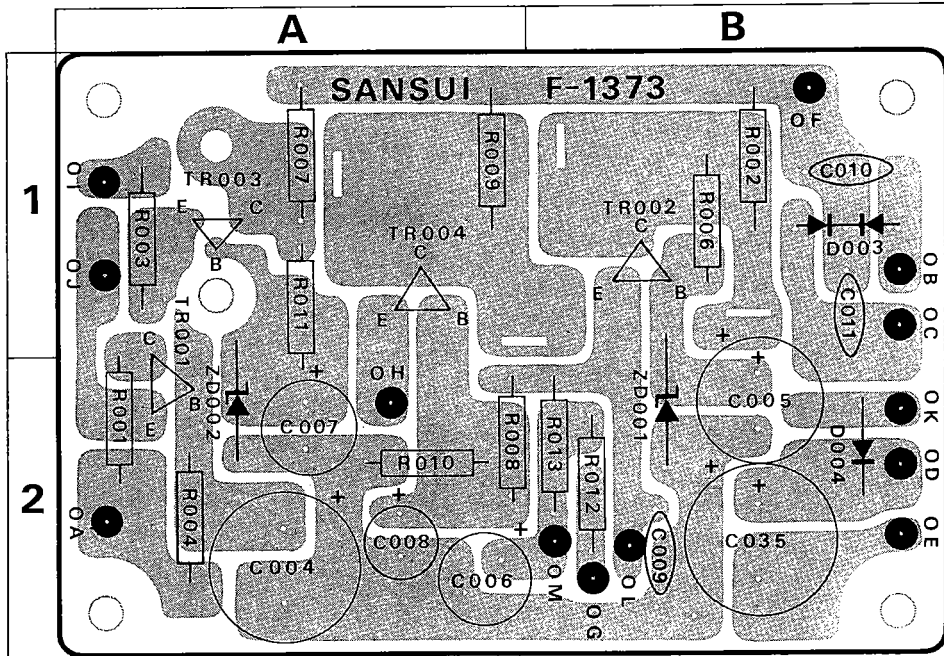 A B
SANSUI F-1373
1
2
OF
R007
R009
R002
C010
OI
TR003
E C
B
R003
TR004
C
E B
TR002
C
E B
R006
D003
OB
OJ
R011
C011
OC
TR001
C
B
E
ZD002
OH
C007
ZD001
C005
OK
R001
R008
R013
R012
D004
OD
R010
OA
R004
C004
C008
C006
OM
OG
OL
C009
C035
OE
+
+
+
+
+
+
+
+